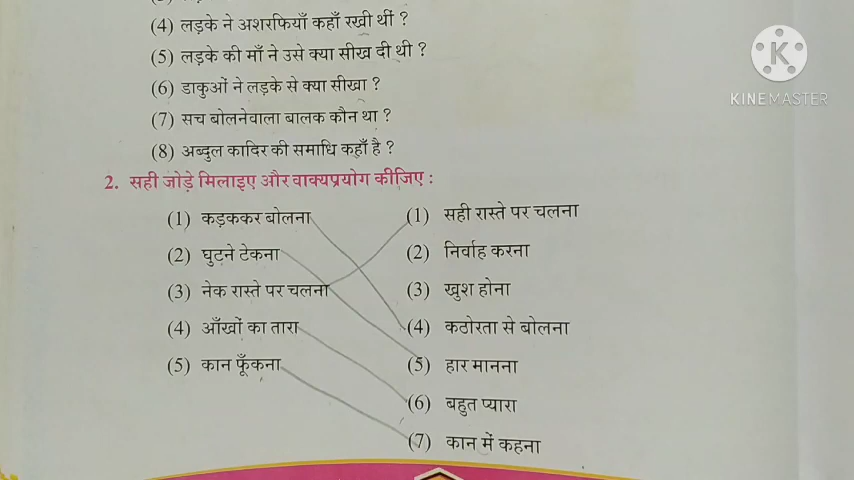 (4) लड़के ने अशरफियाँ कहाँ रखी थीं ?
(5) लड़के की माँ ने उसे क्या सीख दी थी ?
(6) डाकुओं ने लड़के से क्या सीखा ?
(7) सच बोलनेवाला बालक कौन था ?
(8) अब्दुल कादिर की समाधि कहाँ है ?
2. सही जोड़े मिलाइए और वाक्यप्रयोग कीजिए :
(1) कड़ककर बोलना (1) सही रास्ते पर चलना
(2) घुटने टेकना (2) निर्वाह करना
(3) नेक रास्ते पर चलना (3) खुश होना
(4) आँखों का तारा (4) कठोरता से बोलना
(5) कान फूँकना (5) हार मानना
(6) बहुत प्यारा
(7) कान में कहना
K
KINEMASTER